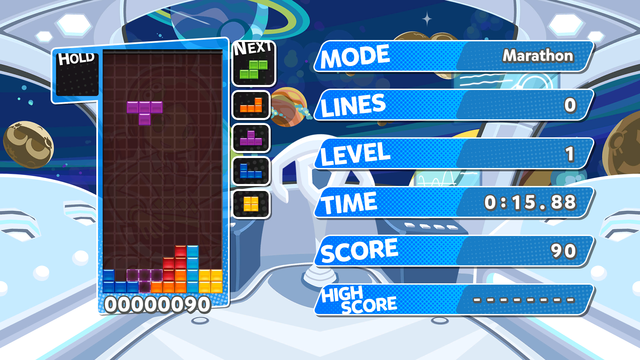 HOLD
NEXT
00000090
MODE Marathon
LINES 0
LEVEL 1
TIME 0:15.88
SCORE 90
HIGH
SCORE --------